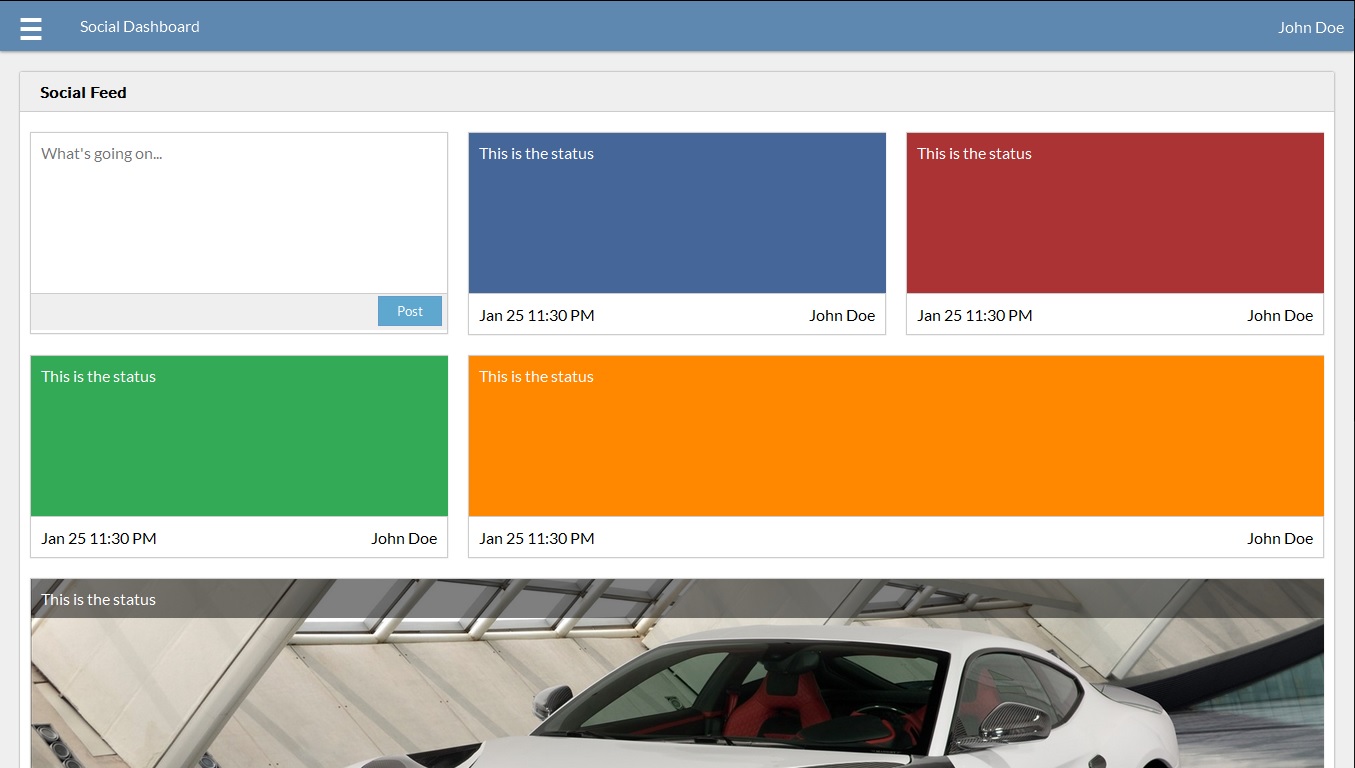 Social Dashboard
John Doe
Social Feed
What's going on...
Post
This is the status
Jan 25 11:30 PM
John Doe
This is the status
Jan 25 11:30 PM
John Doe
This is the status
Jan 25 11:30 PM
John Doe
This is the status
Jan 25 11:30 PM
John Doe
This is the status